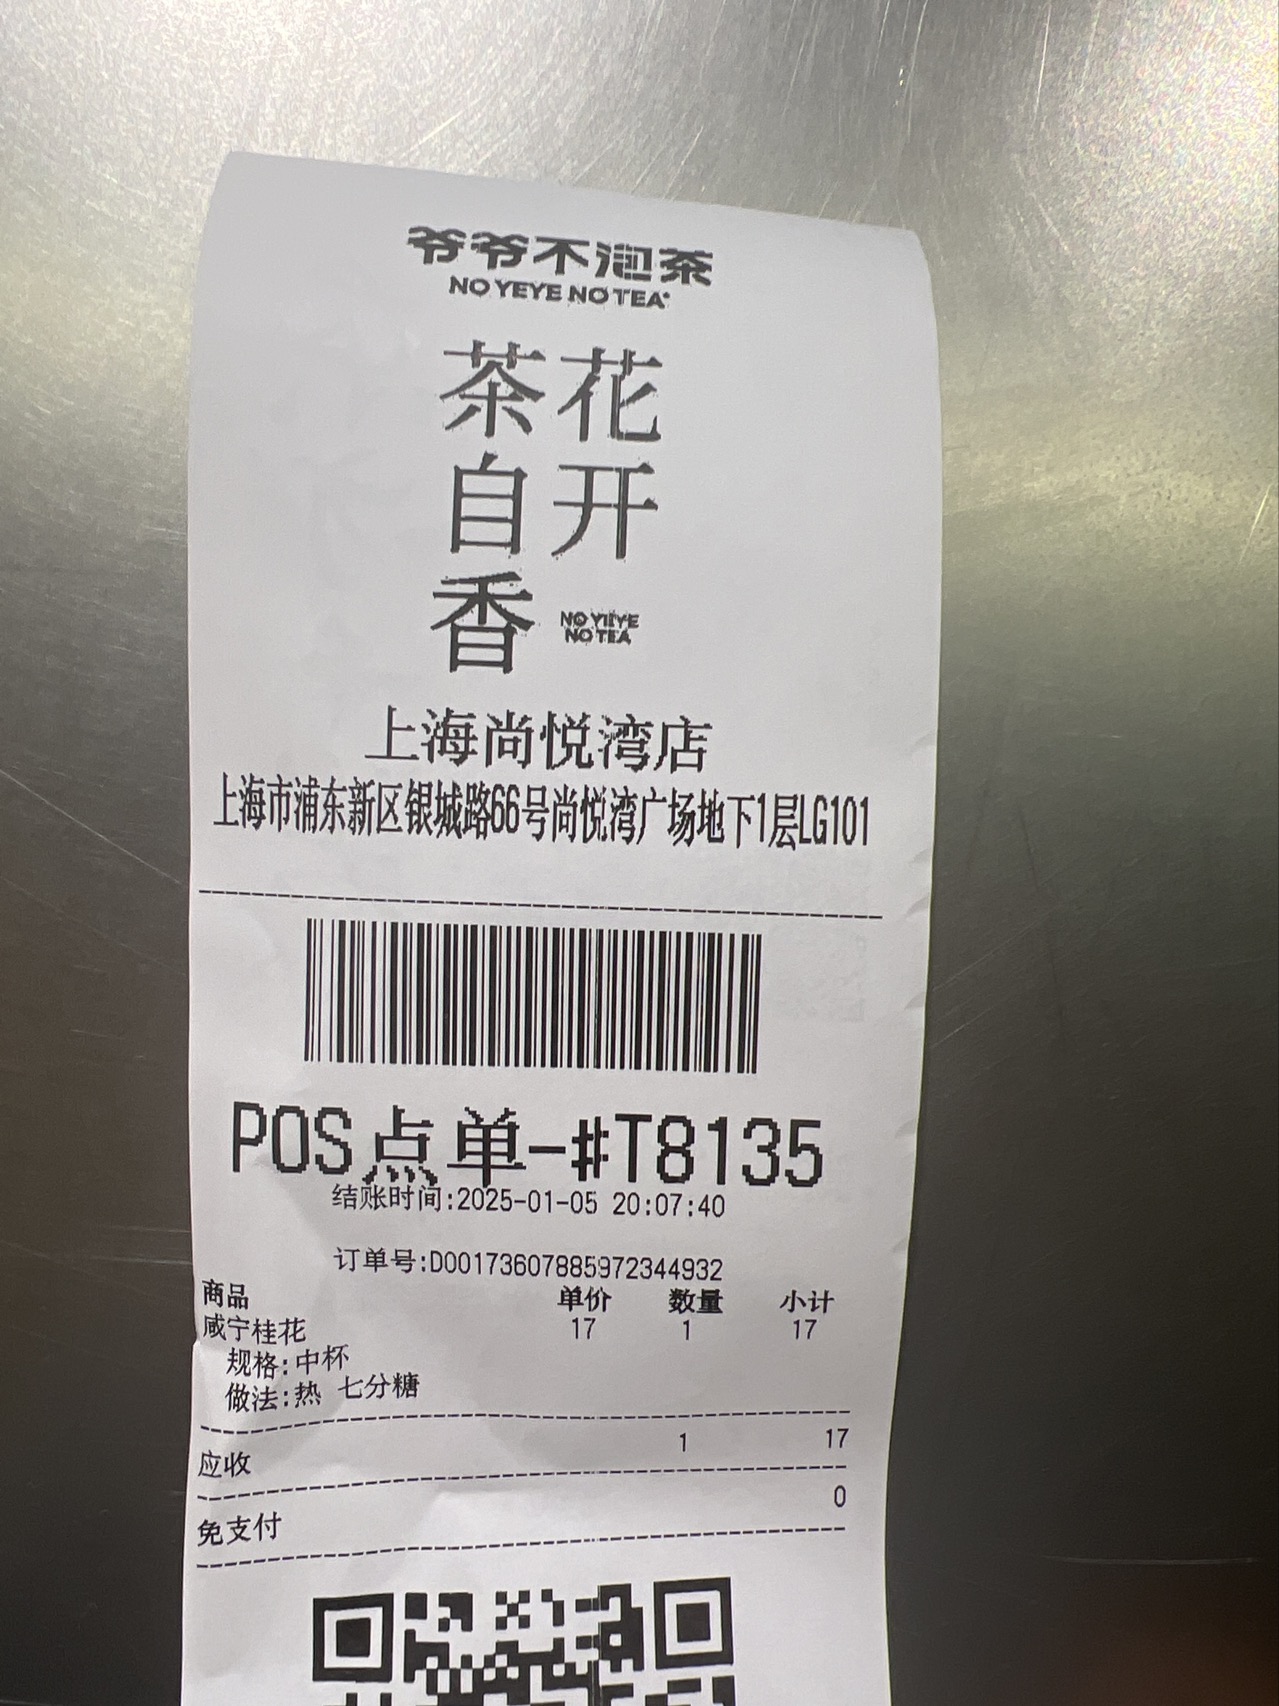 爷爷不泡茶
NO YEYE NO TEA
花开
茶自香
NO YEYE
NO TEA
上海尚悦湾店
上海市浦东新区银城路66号尚悦湾广场地下1层LG101
POS点单-#T8135
结账时间:2025-01-05 20:07:40
订单号:D00173607885972344932
商品 单价 数量 小计
咸宁桂花 17 1 17
规格:中杯
做法:热 七分糖
应收 1 17
免支付 0